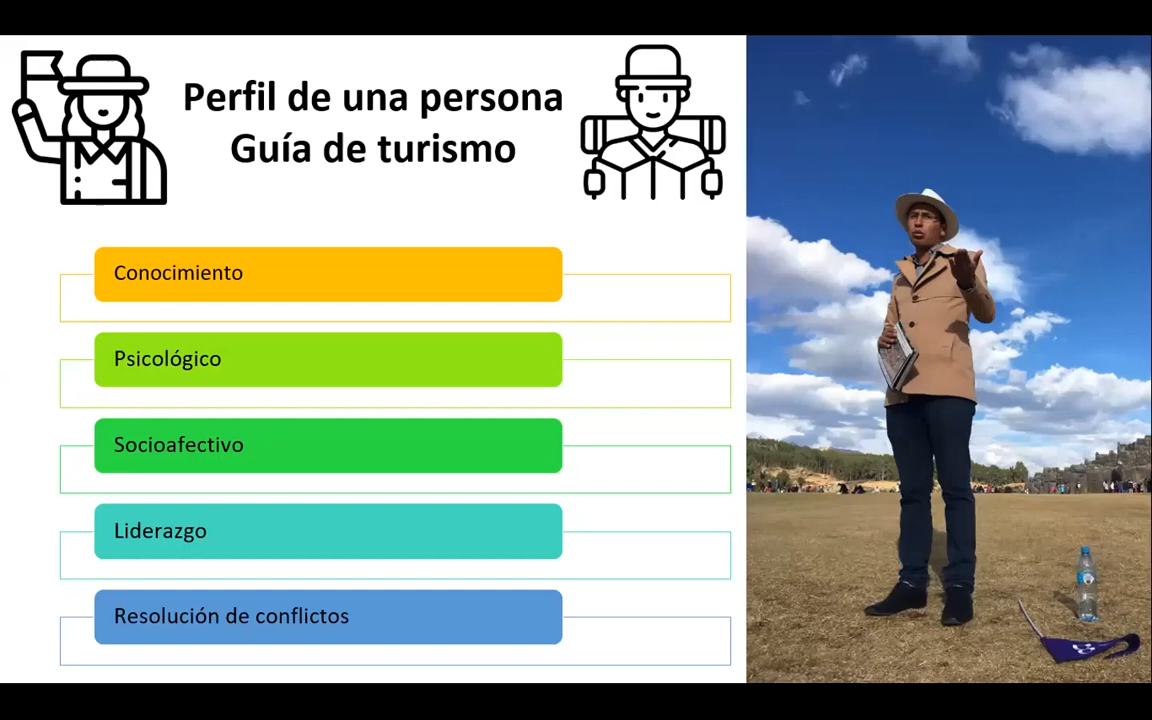 Perfil de una persona
Guía de turismo
Conocimiento
Psicológico
Socioafectivo
Liderazgo
Resolución de conflictos